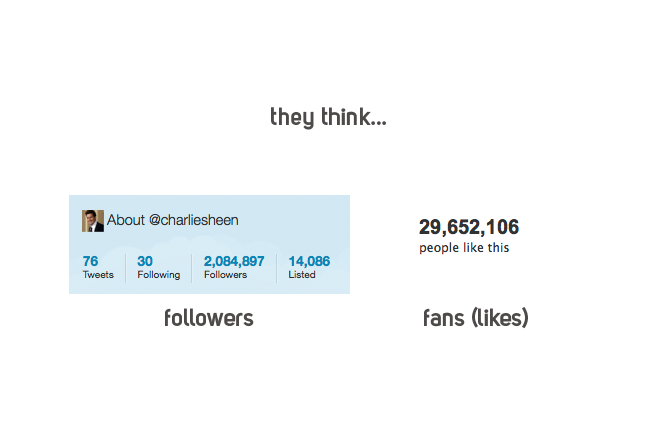 they think...
About @charliesheen
76 30 2,084,897 14,086
Tweets Following Followers Listed
29,652,106
people like this
followers
fans (likes)